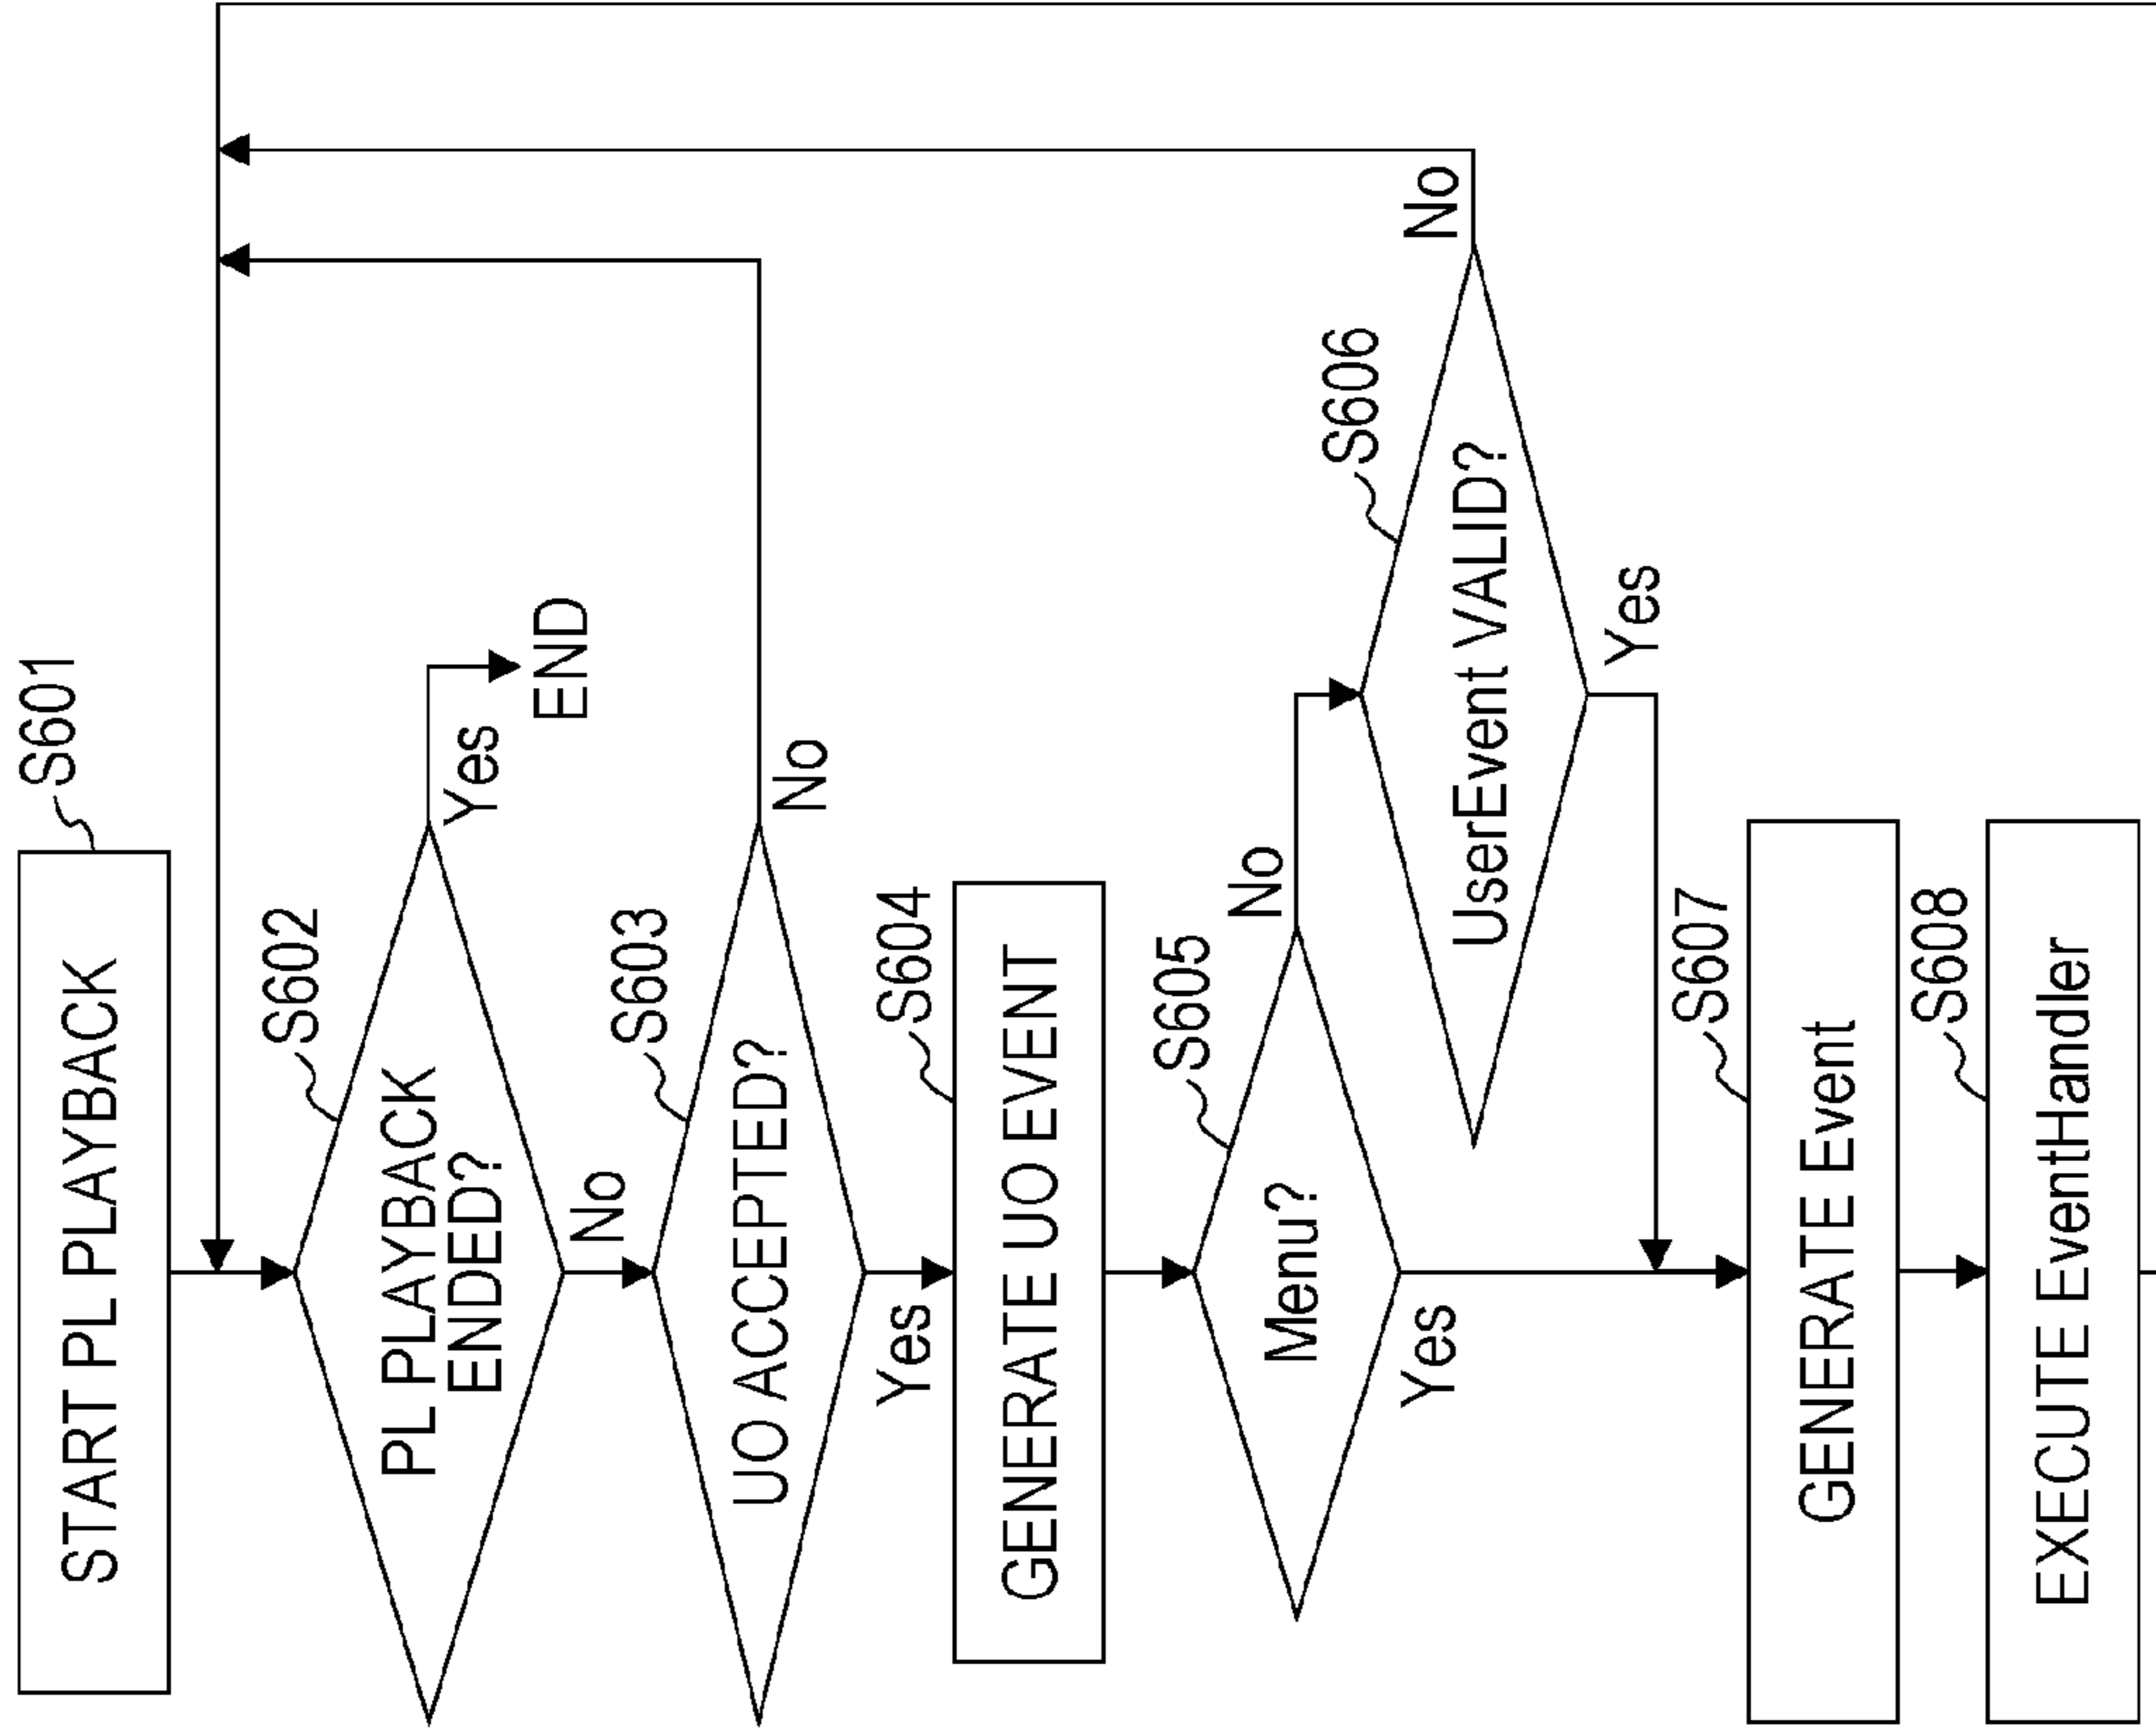 START PL PLAYBACK
S601
PL PLAYBACK
ENDED?
S602
Yes
END
No
UO ACCEPTED?
S603
No
Yes
GENERATE UO EVENT
S604
Menu?
S605
No
Yes
UserEvent VALID?
S606
No
Yes
GENERATE Event
S607
EXECUTE EventHandler
S608